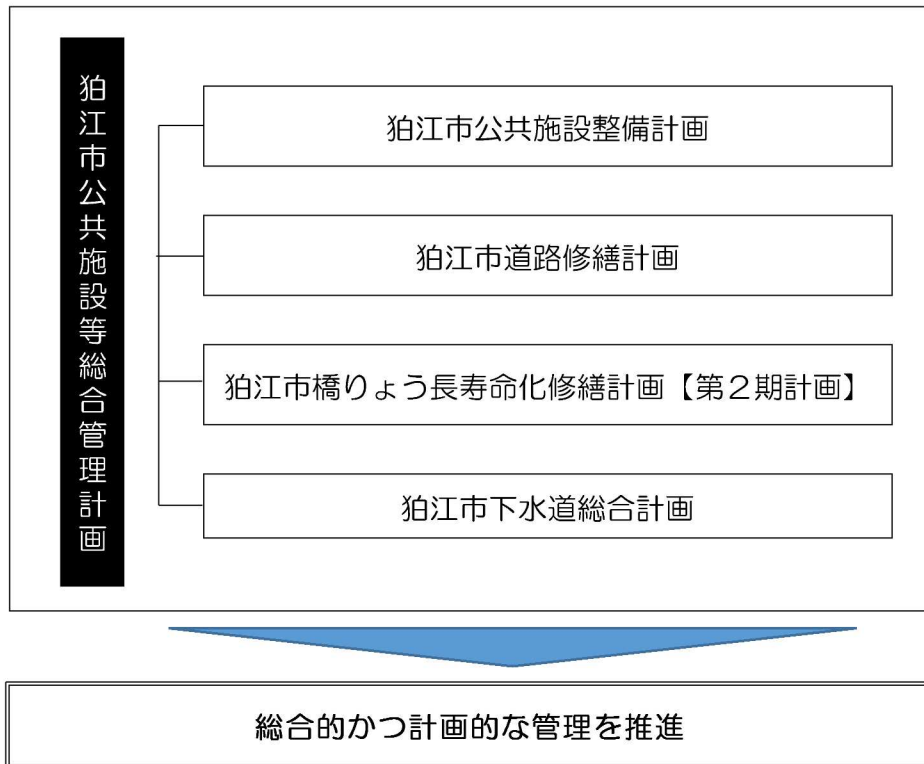 狛江市公共施設等総合管理計画
狛江市公共施設整備計画
狛江市道路修繕計画
狛江市橋りょう長寿命化修繕計画【第２期計画】
狛江市下水道総合計画
総合的かつ計画的な管理を推進